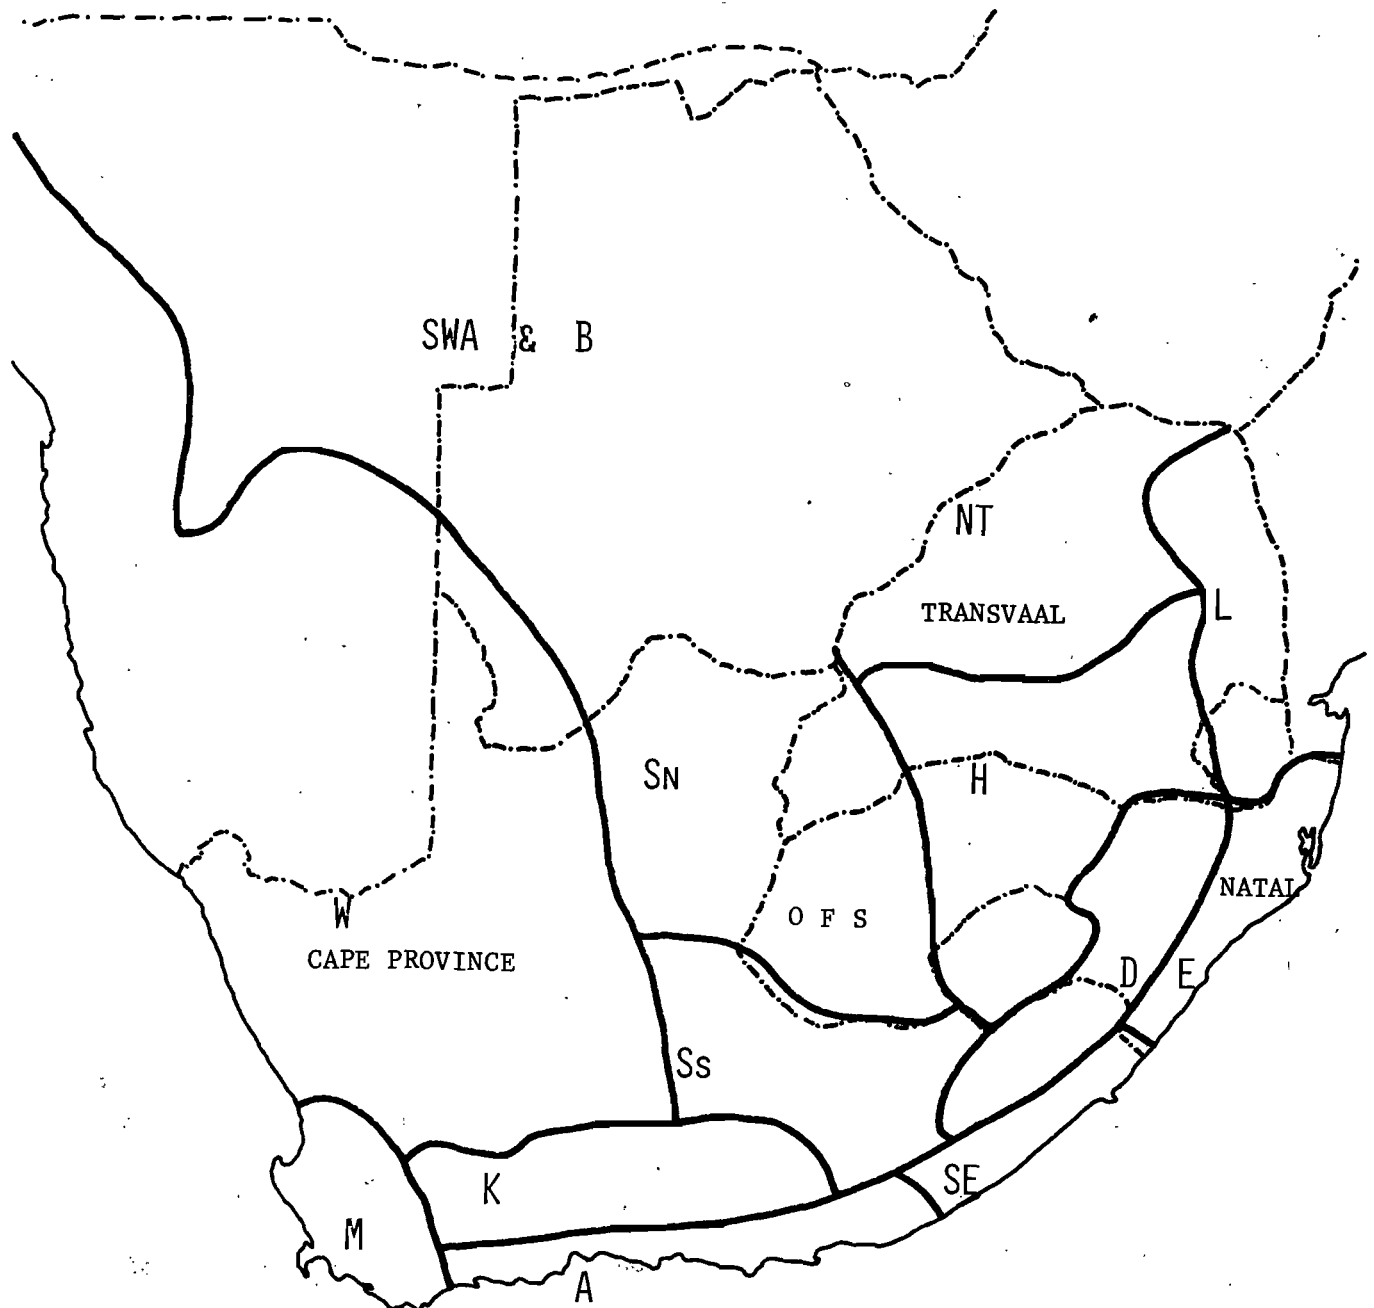 SWA & B
NT
TRANSVAAL
L
SN
H
NATAL
W
O F S
CAPE PROVINCE
D
E
Ss
K
SE
M
A